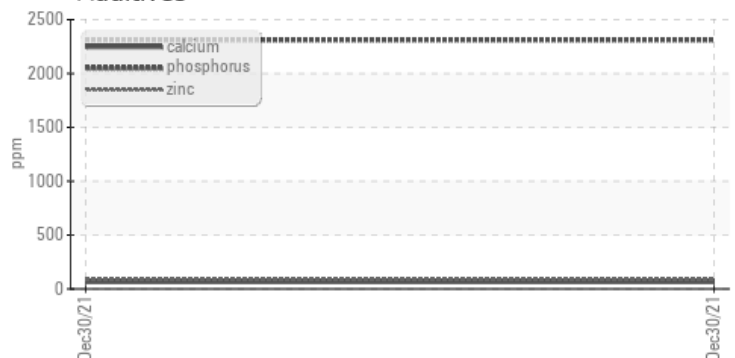 Additives
2500
calcium
phosphorus
2000
zinc
1500
ppm
1000
500
0
Dec30/21
Dec30/21